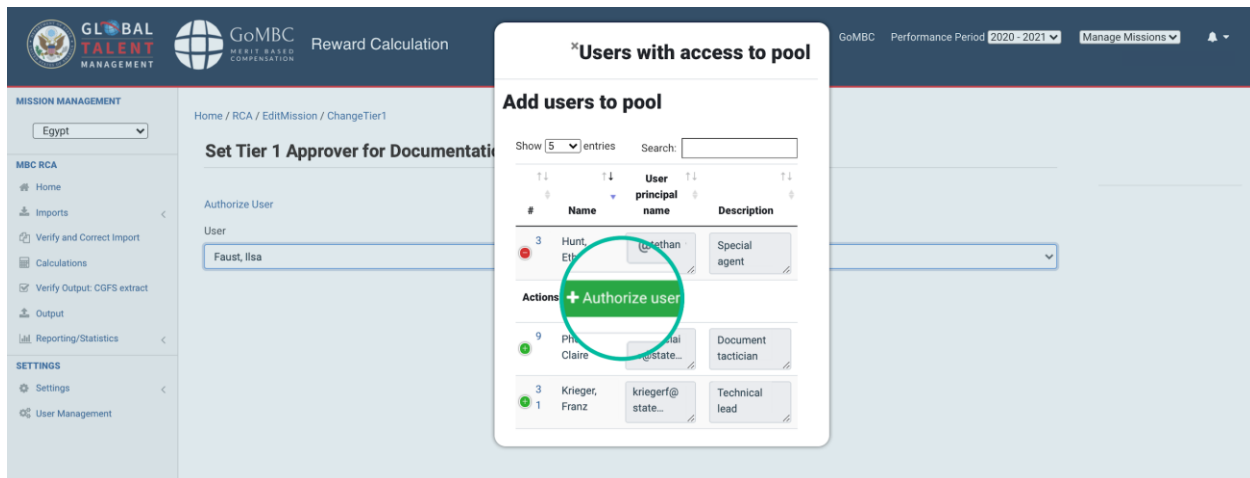 GLOBAL
TALENT
MANAGEMENT
GoMBC
MERIT BASED
COMPENSATION
Reward Calculation
GoMBC
Performance Period
2020 - 2021
Manage Missions
MISSION MANAGEMENT
Egypt
MBC RCA
Home
Imports
Verify and Correct Import
Calculations
Verify Output: CGFS extract
Output
Reporting/Statistics
SETTINGS
Settings
User Management
Home / RCA / EditMission / ChangeTier1
Set Tier 1 Approver for
Authorize User
User
Faust, Ilsa
×Users with access to pool
Add users to pool
Show 5 entries
Search:
#
Name
User principal name
Description
3
Hunt,
Special
agent
Actions
+ Authorize user
9
Claire
Document
tactician
3
1
Krieger,
Franz
kriegerf@
state...
Technical
lead